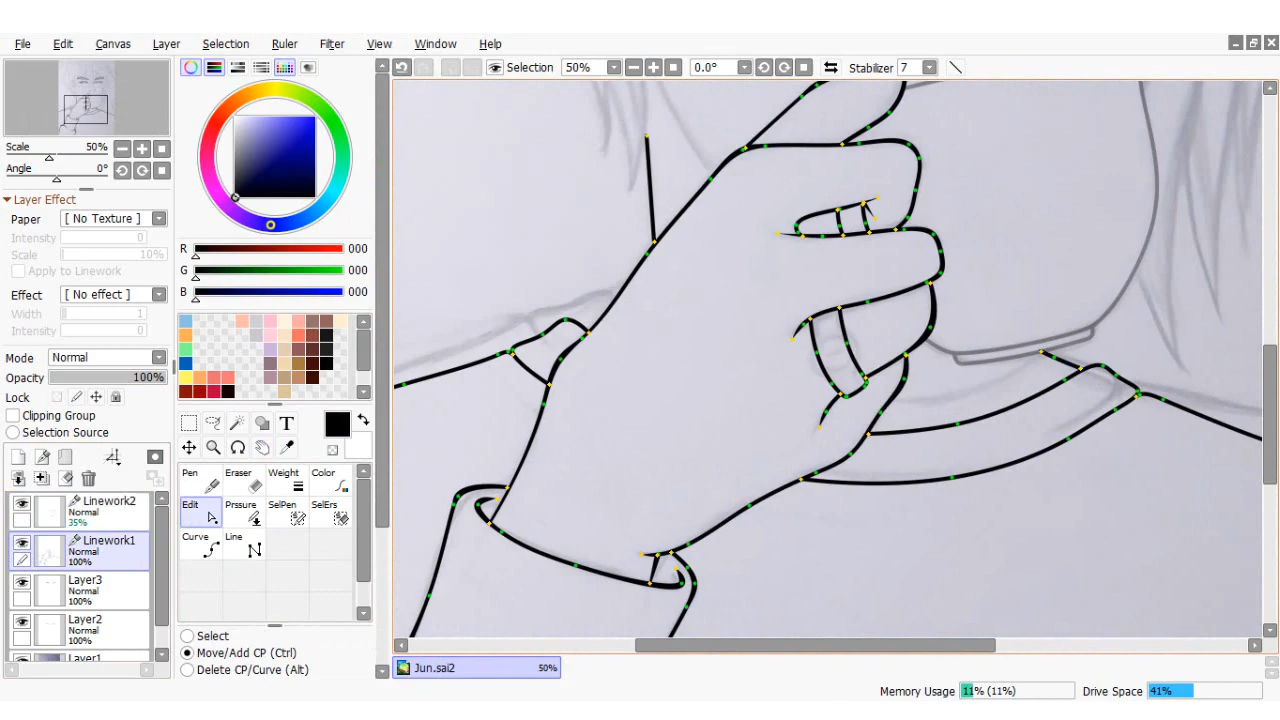 File Edit Canvas Layer Selection Ruler Filter View Window Help
Selection 50% 0.0° Stabilizer 7
Scale 50%
Angle 0°
Layer Effect
Paper [ No Texture ]
Intensity 0
Scale 10%
Apply to Linework
Effect [ No effect ]
Width 1
Intensity 0
Mode Normal
Opacity 100%
Lock
Clipping Group
Selection Source
Linework2
Normal
35%
Linework1
Normal
100%
Layer3
Normal
100%
Layer2
Normal
100%
Layer1
R 000
G 000
B 000
T
Pen Eraser Weight Color
Edit Prssure SelPen SelErs
Curve Line
Select
Move/Add CP (Ctrl)
Delete CP/Curve (Alt)
Jun.sai2 50%
Memory Usage 11% (11%) Drive Space 41%